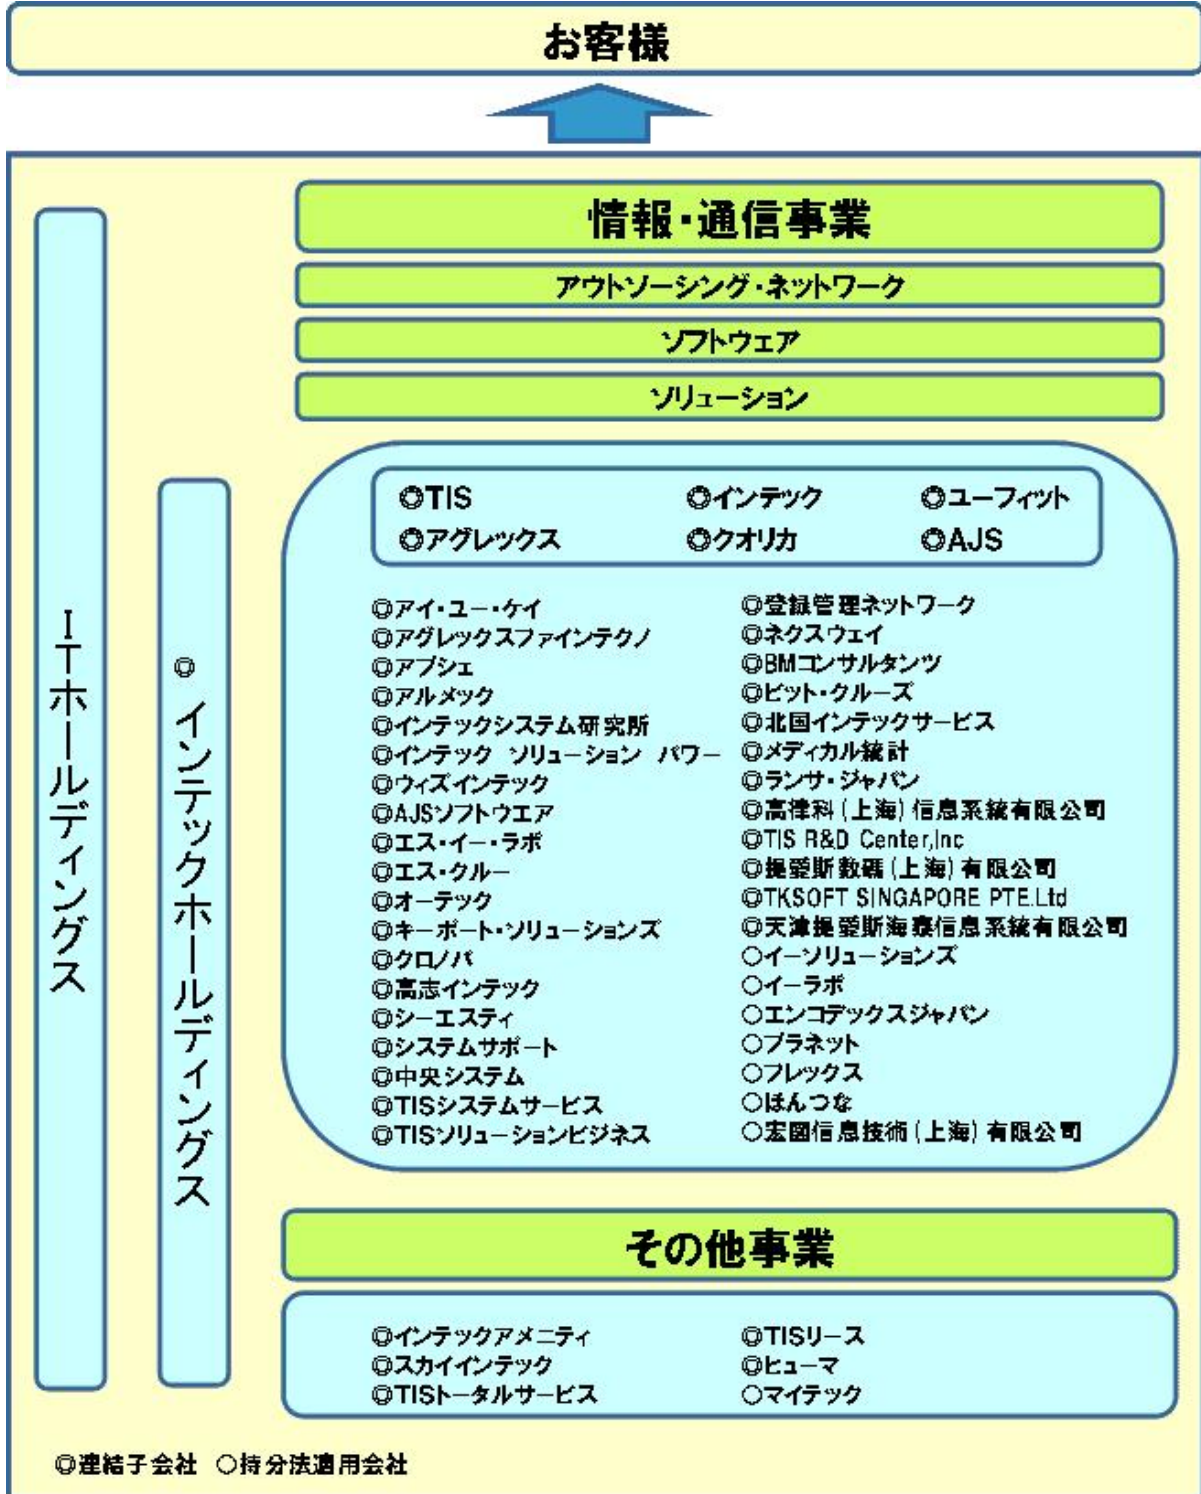 お客様
情報・通信事業
アウトソーシング・ネットワーク
ソフトウェア
ソリューション
ITホールディングス
◎インテックホールディングス
◎TIS ◎インテック ◎ユーフィット
◎アグレックス ◎クオリカ ◎AJS
◎アイ・ユー・ケイ
◎アグレックスファインテクノ
◎アプシェ
◎アルメック
◎インテックシステム研究所
◎インテック ソリューション パワー
◎ウィズインテック
◎AJSソフトウエア
◎エス・イー・ラボ
◎エス・クルー
◎オーテック
◎キーポート・ソリューションズ
◎クロノバ
◎高志インテック
◎シーエスティ
◎システムサポート
◎中央システム
◎TISシステムサービス
◎TISソリューションビジネス
◎登録管理ネットワーク
◎ネクスウェイ
◎BMコンサルタンツ
◎ビット・クルーズ
◎北国インテックサービス
◎メディカル統計
◎ランサ・ジャパン
◎高律科(上海)信息系統有限公司
◎TIS R&D Center,Inc
◎提愛斯数碼(上海)有限公司
◎TKSOFT SINGAPORE PTE.Ltd
◎天津提愛斯海泰信息系統有限公司
○イーソリューションズ
○イーラボ
○エンコデックスジャパン
○プラネット
○フレックス
○ほんつな
○宏図信息技術(上海)有限公司
その他事業
◎インテックアメニティ
◎スカイインテック
◎TISトータルサービス
◎TISリース
◎ヒューマ
○マイテック
◎連結子会社 ○持分法適用会社